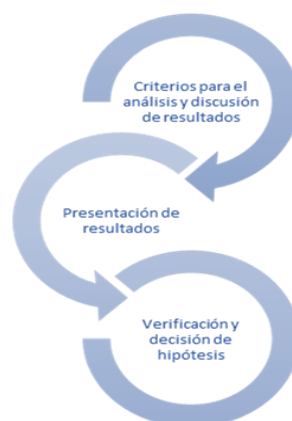 Criterios para el
análisis y discusión
de resultados
Presentación de
resultados
Verificación y
decisión de
hipótesis